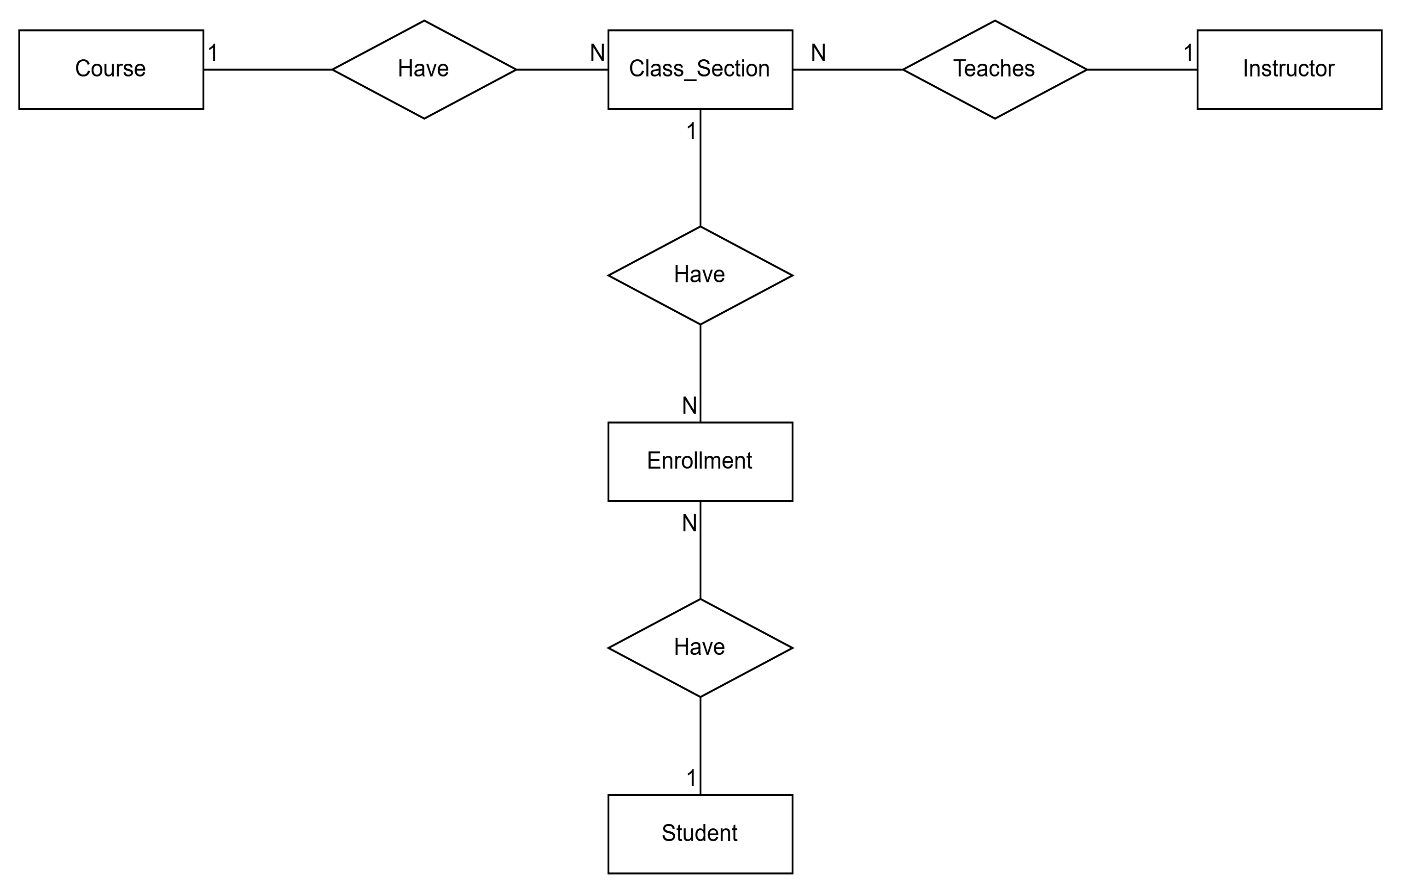 Course
1
Have
N
Class_Section
N
Teaches
1
Instructor
1
Have
N
Enrollment
N
Have
1
Student